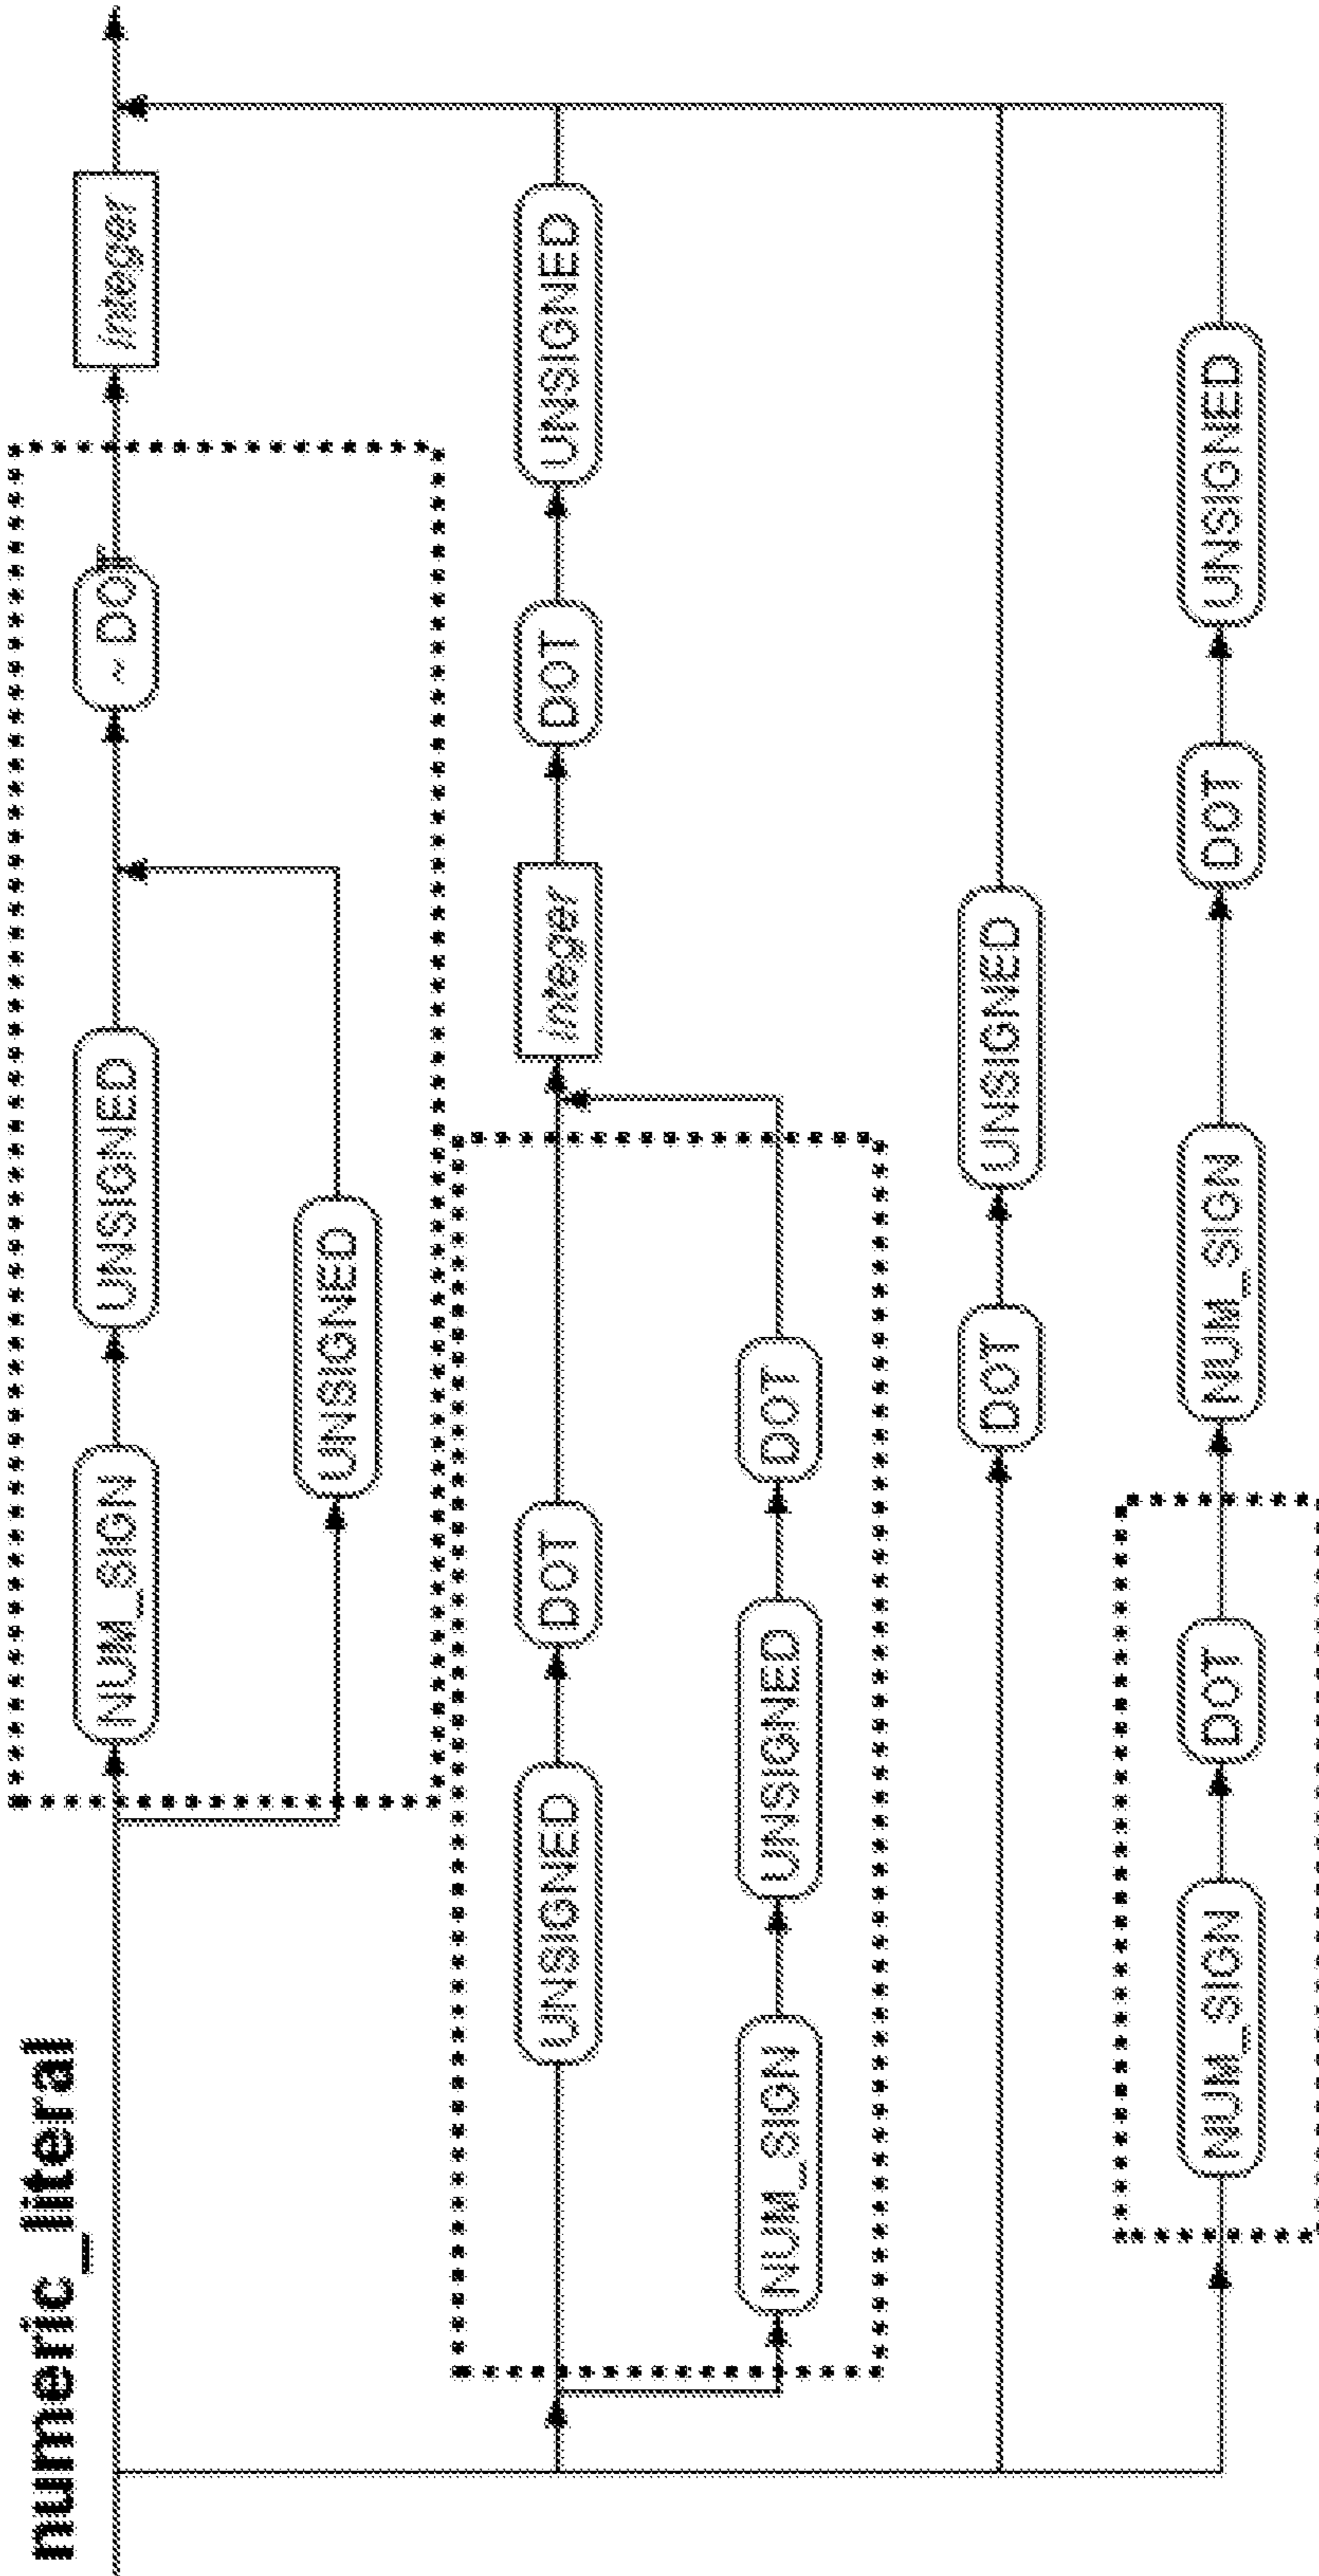 numeric_literal
NUM_SIGN UNSIGNED ~ DOT integer
UNSIGNED
UNSIGNED DOT integer DOT UNSIGNED
NUM_SIGN UNSIGNED DOT
DOT UNSIGNED
NUM_SIGN DOT NUM_SIGN DOT UNSIGNED